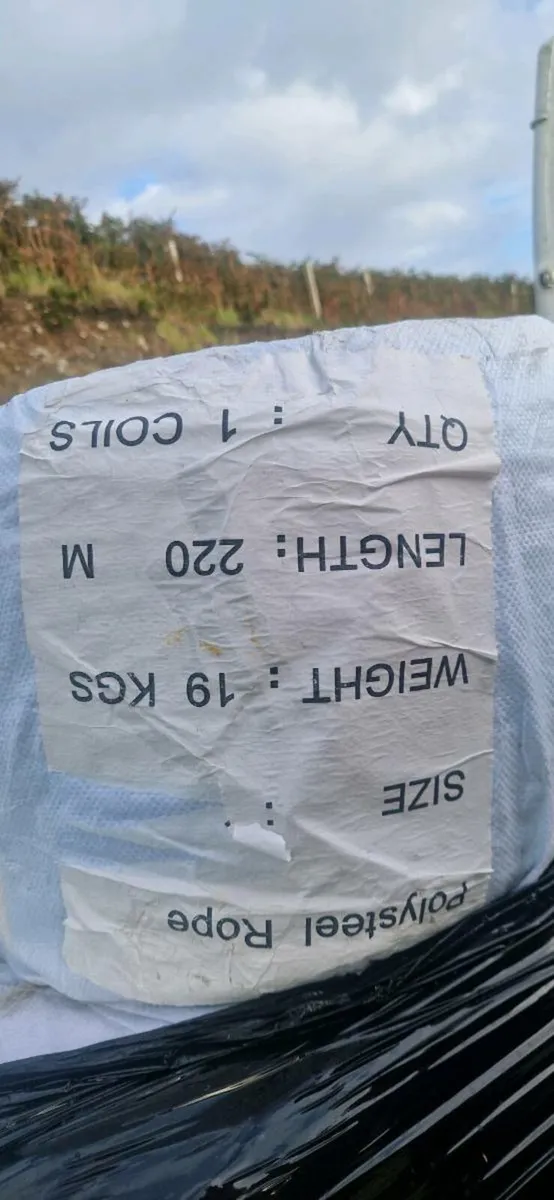 Polysteel Rope
SIZE :
WEIGHT : 19 KGS
LENGTH: 220 M
QTY : 1 COILS